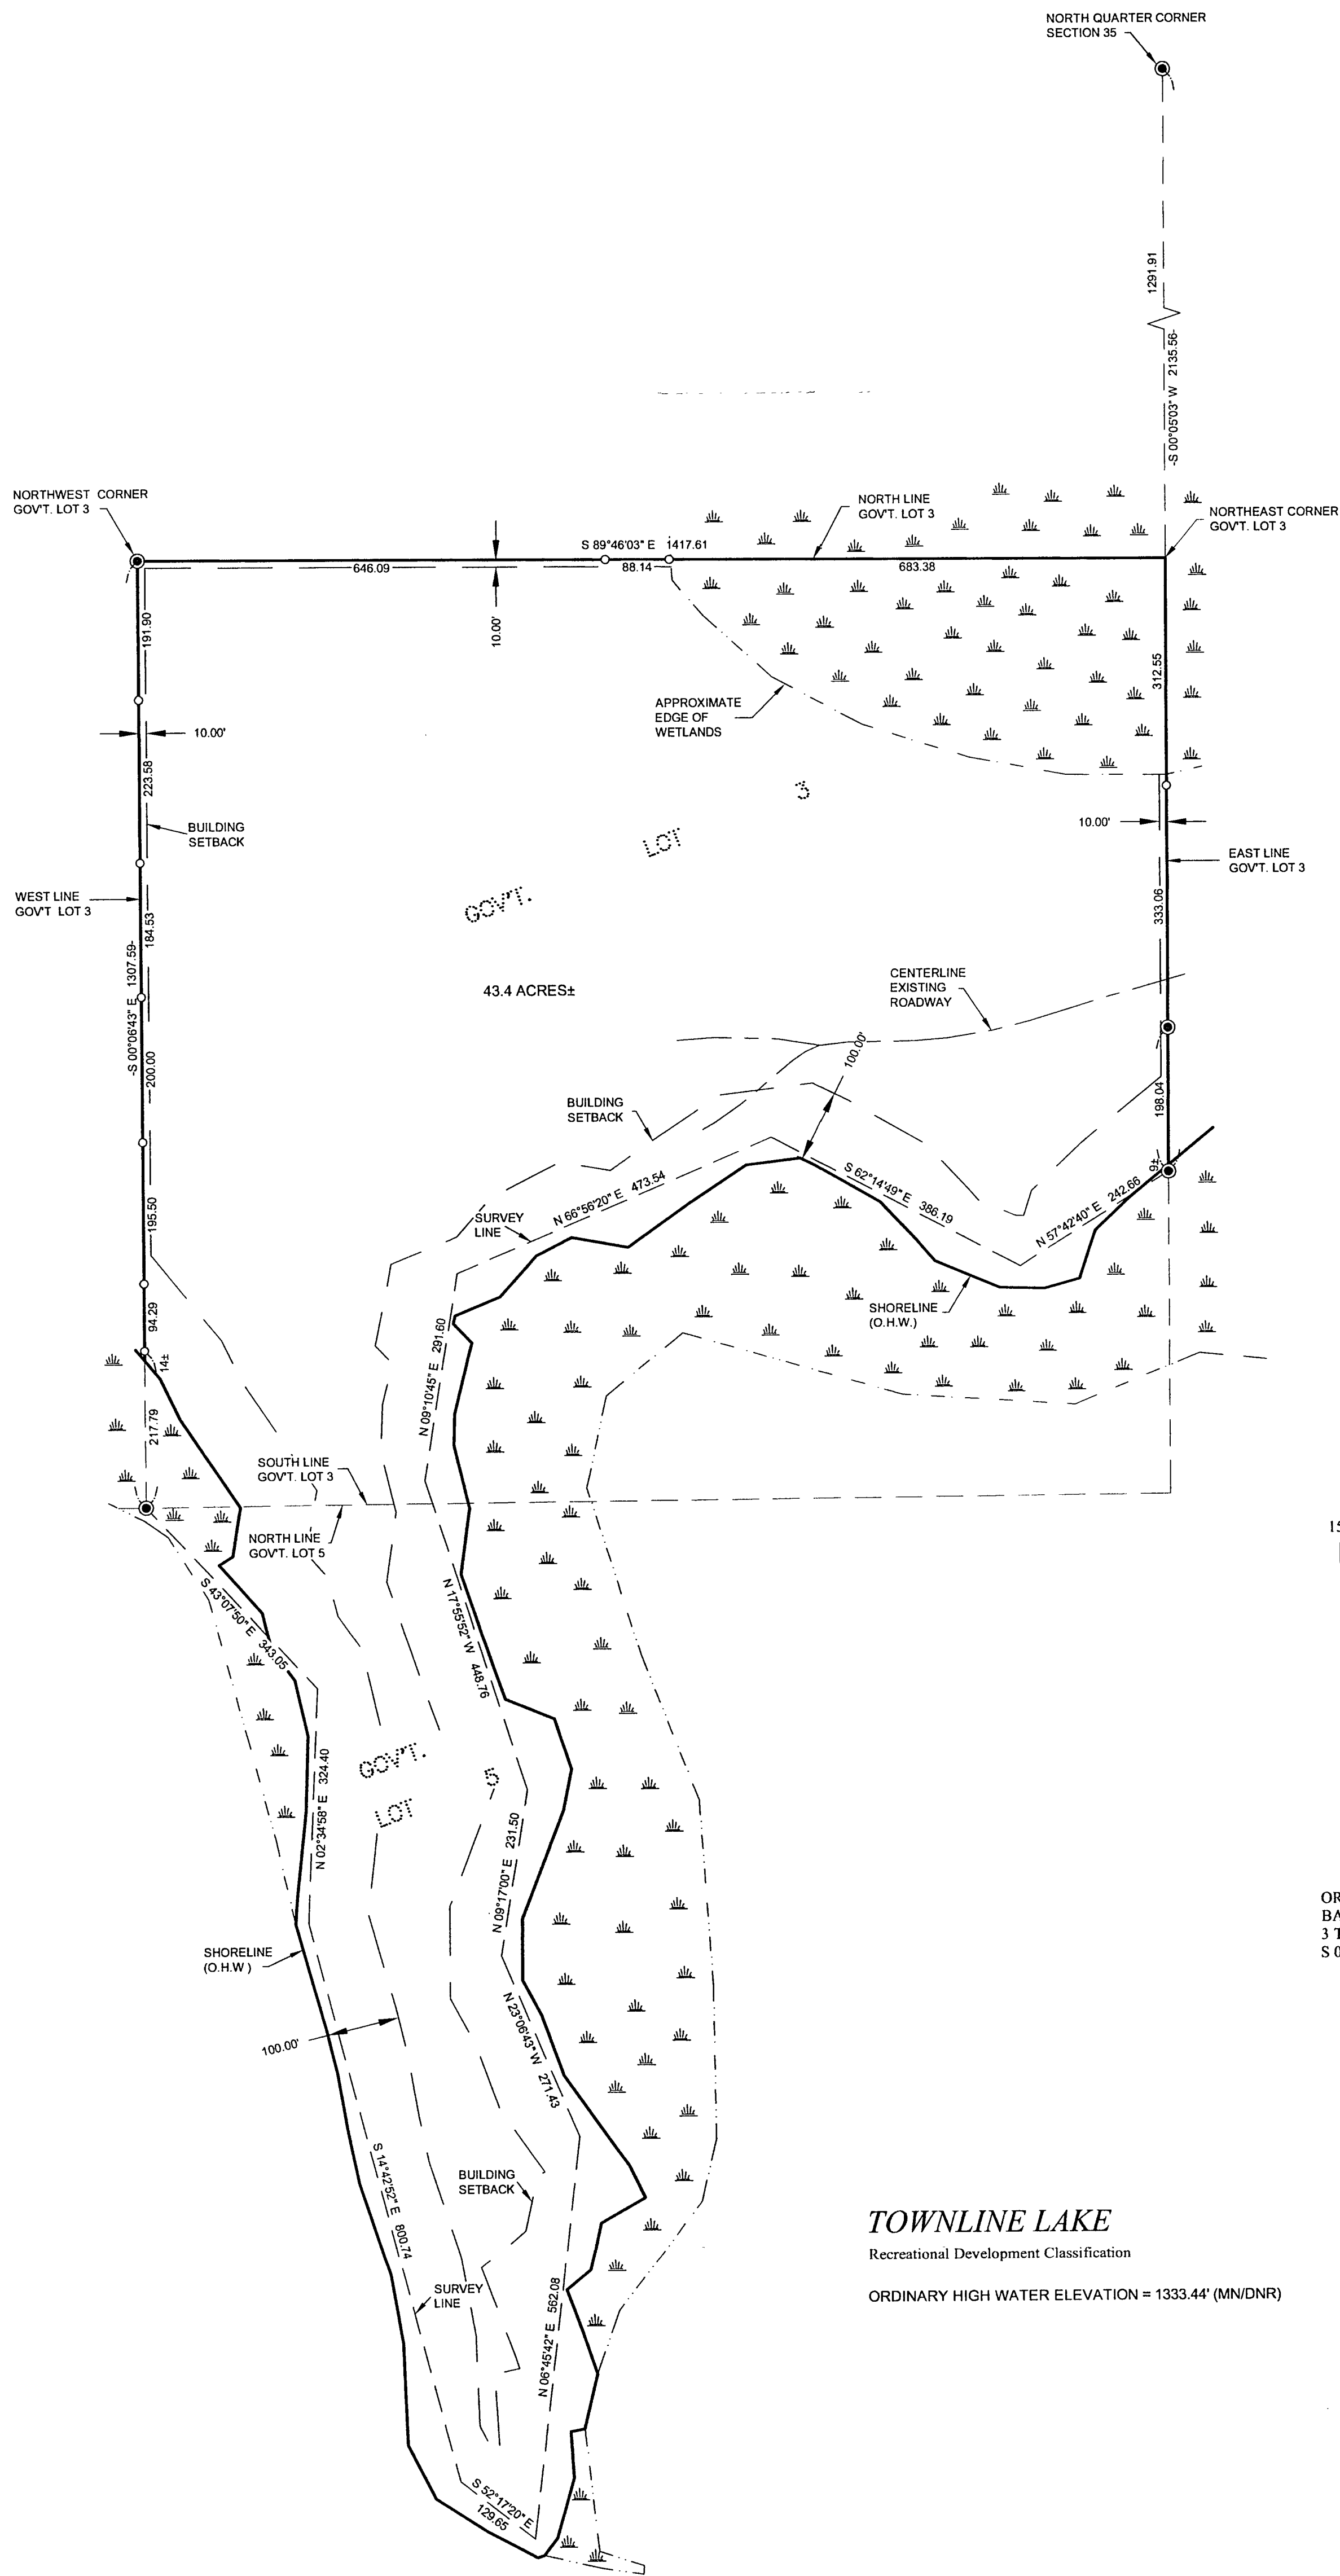 NORTH QUARTER CORNER
SECTION 35
1291.91
-S 00°05'03" W 2135.56-
NORTHWEST CORNER
GOV'T. LOT 3
NORTH LINE
GOV'T. LOT 3
NORTHEAST CORNER
GOV'T. LOT 3
S 89°46'03" E 1417.61
646.09
88.14
683.38
10.00'
191.90
312.55
10.00'
APPROXIMATE
EDGE OF
WETLANDS
223.58
BUILDING
SETBACK
GOV'T. LOT 3
10.00'
EAST LINE
GOV'T. LOT 3
WEST LINE
GOV'T LOT 3
184.53
333.06
-S 00°06'43" E 1307.59-
43.4 ACRES±
CENTERLINE
EXISTING
ROADWAY
200.00
100.00'
198.04
BUILDING
SETBACK
9±
195.50
SURVEY
LINE
N 66°56'20" E 473.54
S 62°14'49" E 386.19
N 57°42'40" E 242.66
SHORELINE
(O.H.W.)
94.29
14±
N 09°10'45" E 291.60
217.79
SOUTH LINE
GOV'T. LOT 3
NORTH LINE
GOV'T. LOT 5
15
S 43°07'50" E 343.05
N 17°55'52" W 448.76
N 02°34'58" E 324.40
GOV'T.
LOT 5
N 09°17'00" E 231.50
OR
BA
3 T
S 0
SHORELINE
(O.H.W )
100.00'
N 23°06'43" W 271.43
S 14°42'52" E 800.74
BUILDING
SETBACK
TOWNLINE LAKE
Recreational Development Classification
SURVEY
LINE
ORDINARY HIGH WATER ELEVATION = 1333.44' (MN/DNR)
N 06°45'42" E 562.08
S 52°17'20" E
129.65